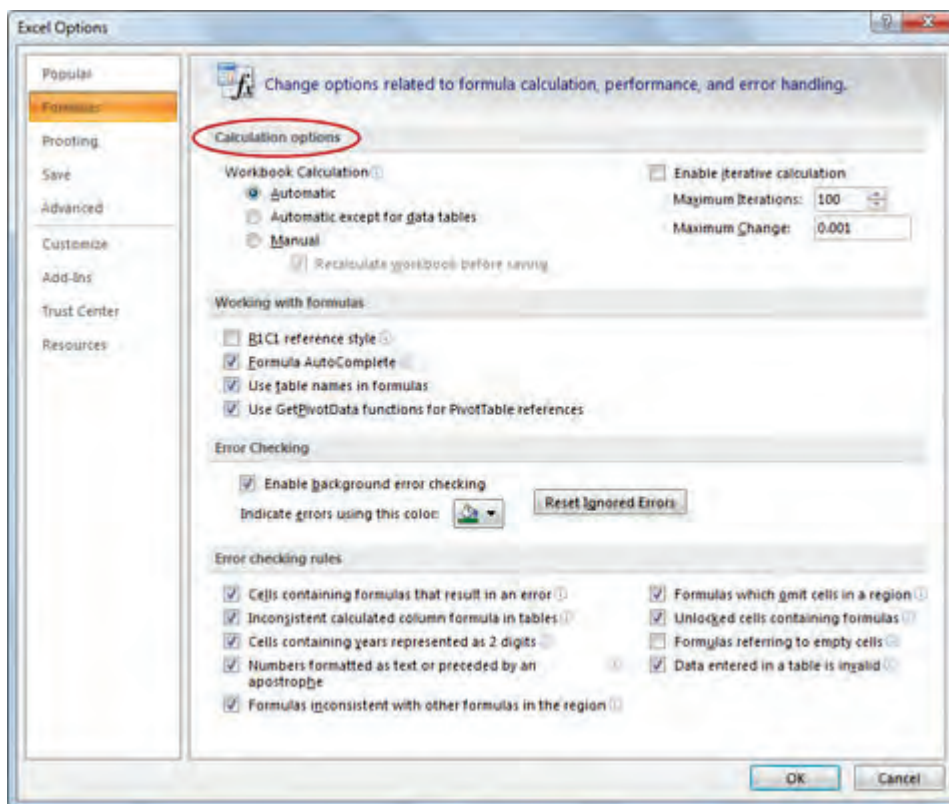 Excel Options
Popular
Formulas
Proofing
Save
Advanced
Customize
Add-Ins
Trust Center
Resources
Change options related to formula calculation, performance, and error handling.
Calculation options
Workbook Calculation
Automatic
Automatic except for data tables
Manual
Recalculate workbook before saving
Enable iterative calculation
Maximum Iterations: 100
Maximum Change: 0.001
Working with formulas
R1C1 reference style
Formula AutoComplete
Use table names in formulas
Use GetPivotData functions for PivotTable references
Error Checking
Enable background error checking
Indicate errors using this color:
Reset Ignored Errors
Error checking rules
Cells containing formulas that result in an error
Inconsistent calculated column formula in tables
Cells containing years represented as 2 digits
Numbers formatted as text or preceded by an
apostrophe
Formulas inconsistent with other formulas in the region
Formulas which omit cells in a region
Unlocked cells containing formulas
Formulas referring to empty cells
Data entered in a table is invalid
OK
Cancel